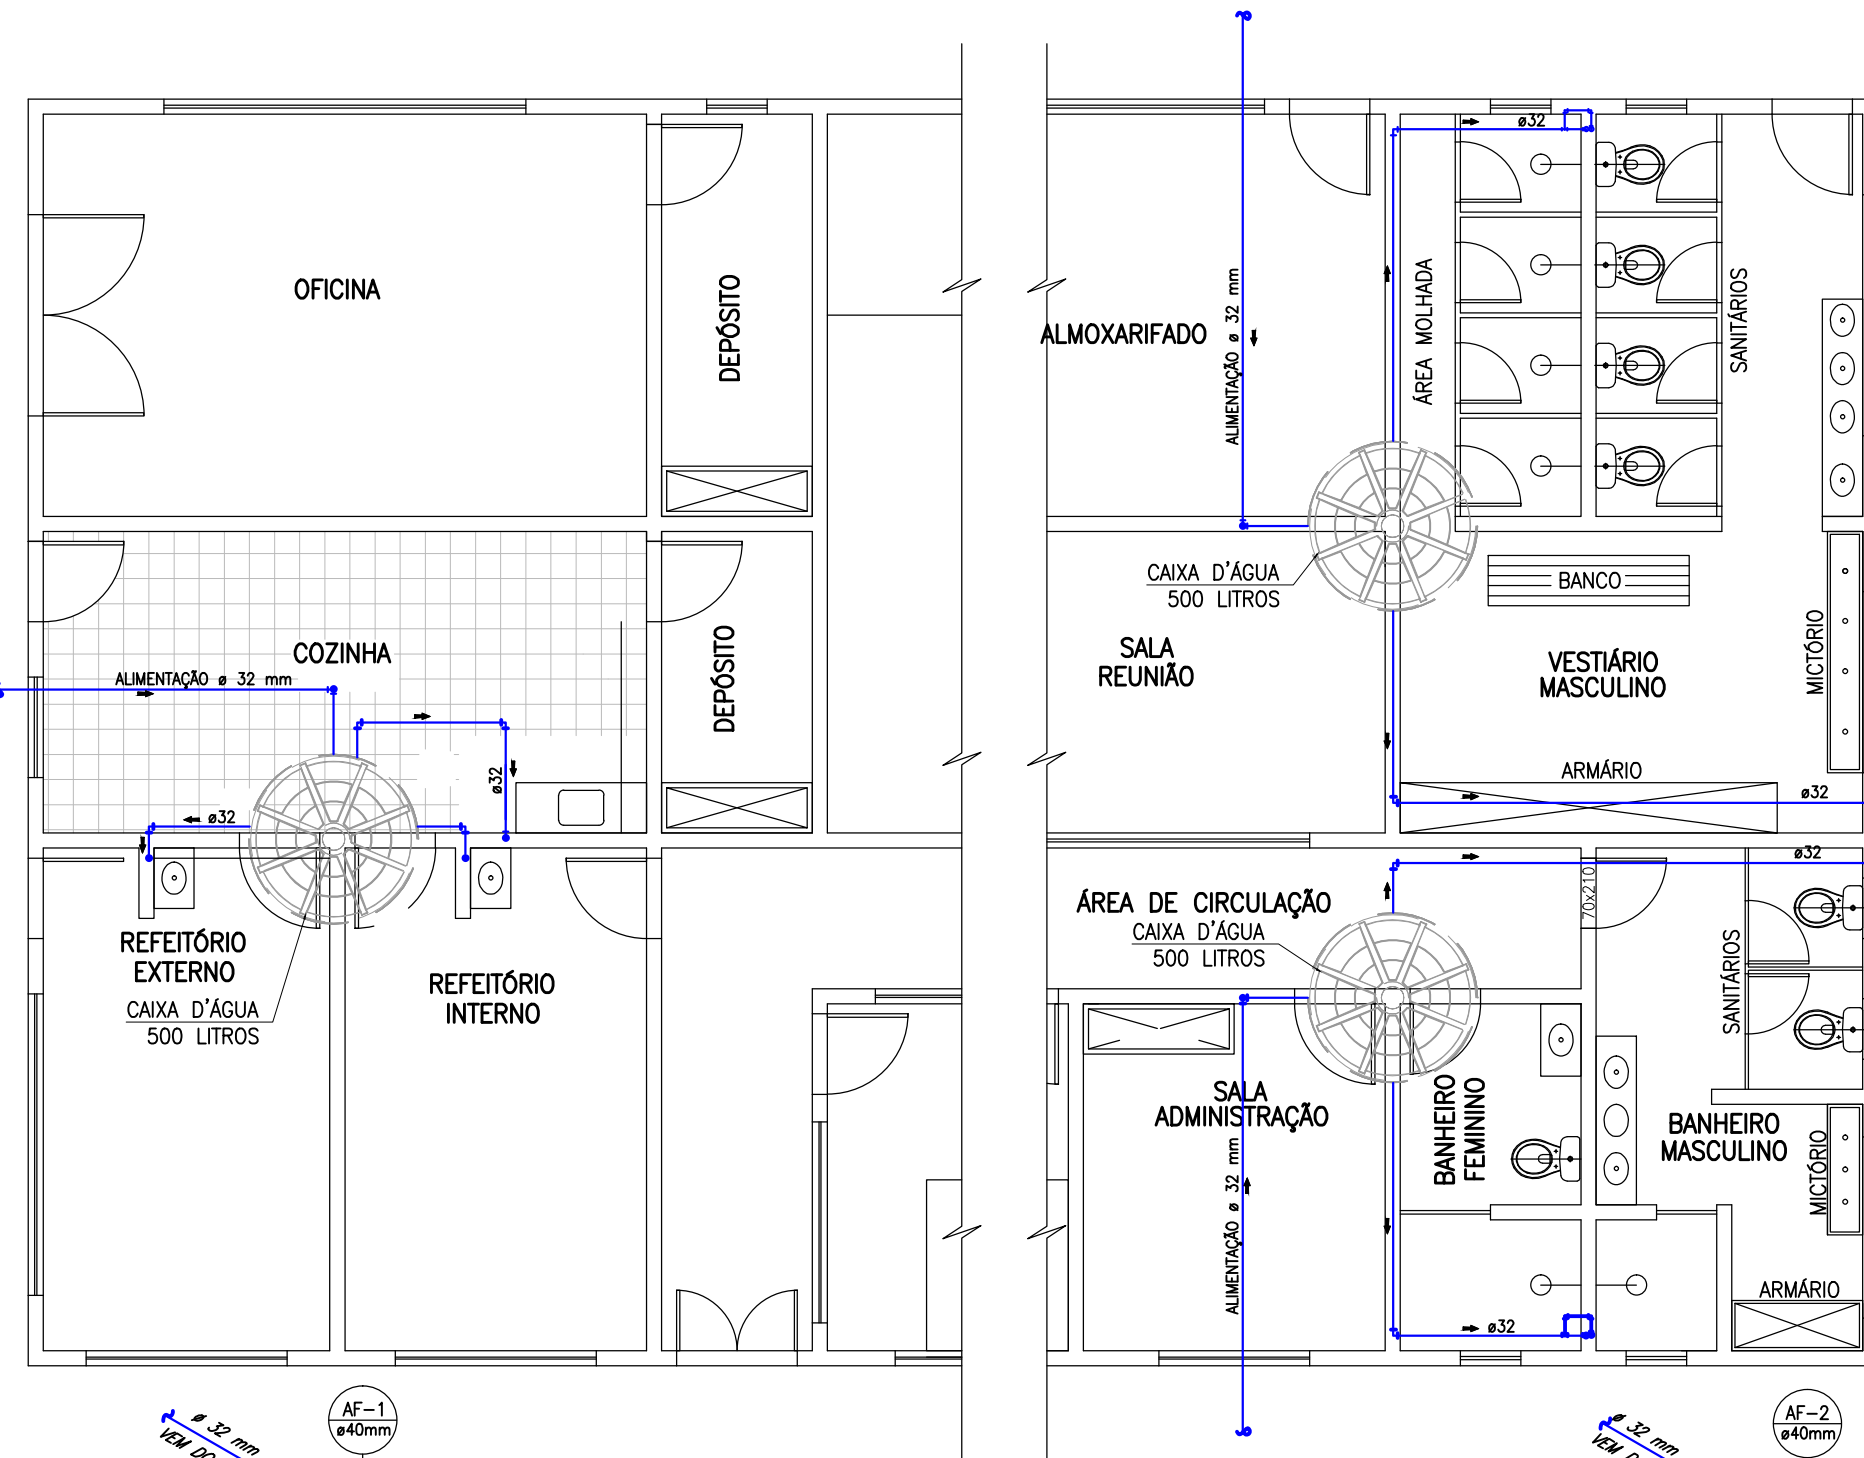 ø32
OFICINA
DEPÓSITO
ALMOXARIFADO
ALIMENTAÇÃO ø 32 mm
ÁREA MOLHADA
SANITÁRIOS
CAIXA D'ÁGUA
500 LITROS
BANCO
COZINHA
ALIMENTAÇÃO ø 32 mm
DEPÓSITO
SALA
REUNIÃO
VESTIÁRIO
MASCULINO
MICTÓRIO
ARMÁRIO
ø32
ø32
ø32
ø32
70x210
REFEITÓRIO
EXTERNO
CAIXA D'ÁGUA
500 LITROS
REFEITÓRIO
INTERNO
ÁREA DE CIRCULAÇÃO
CAIXA D'ÁGUA
500 LITROS
SANITÁRIOS
SALA
ADMINISTRAÇÃO
ALIMENTAÇÃO ø 32 mm
BANHEIRO
FEMININO
BANHEIRO
MASCULINO
MICTÓRIO
ARMÁRIO
ø32
AF-1
ø40mm
ø 32 mm
VEM
AF-2
ø40mm
ø 32 mm
VEM